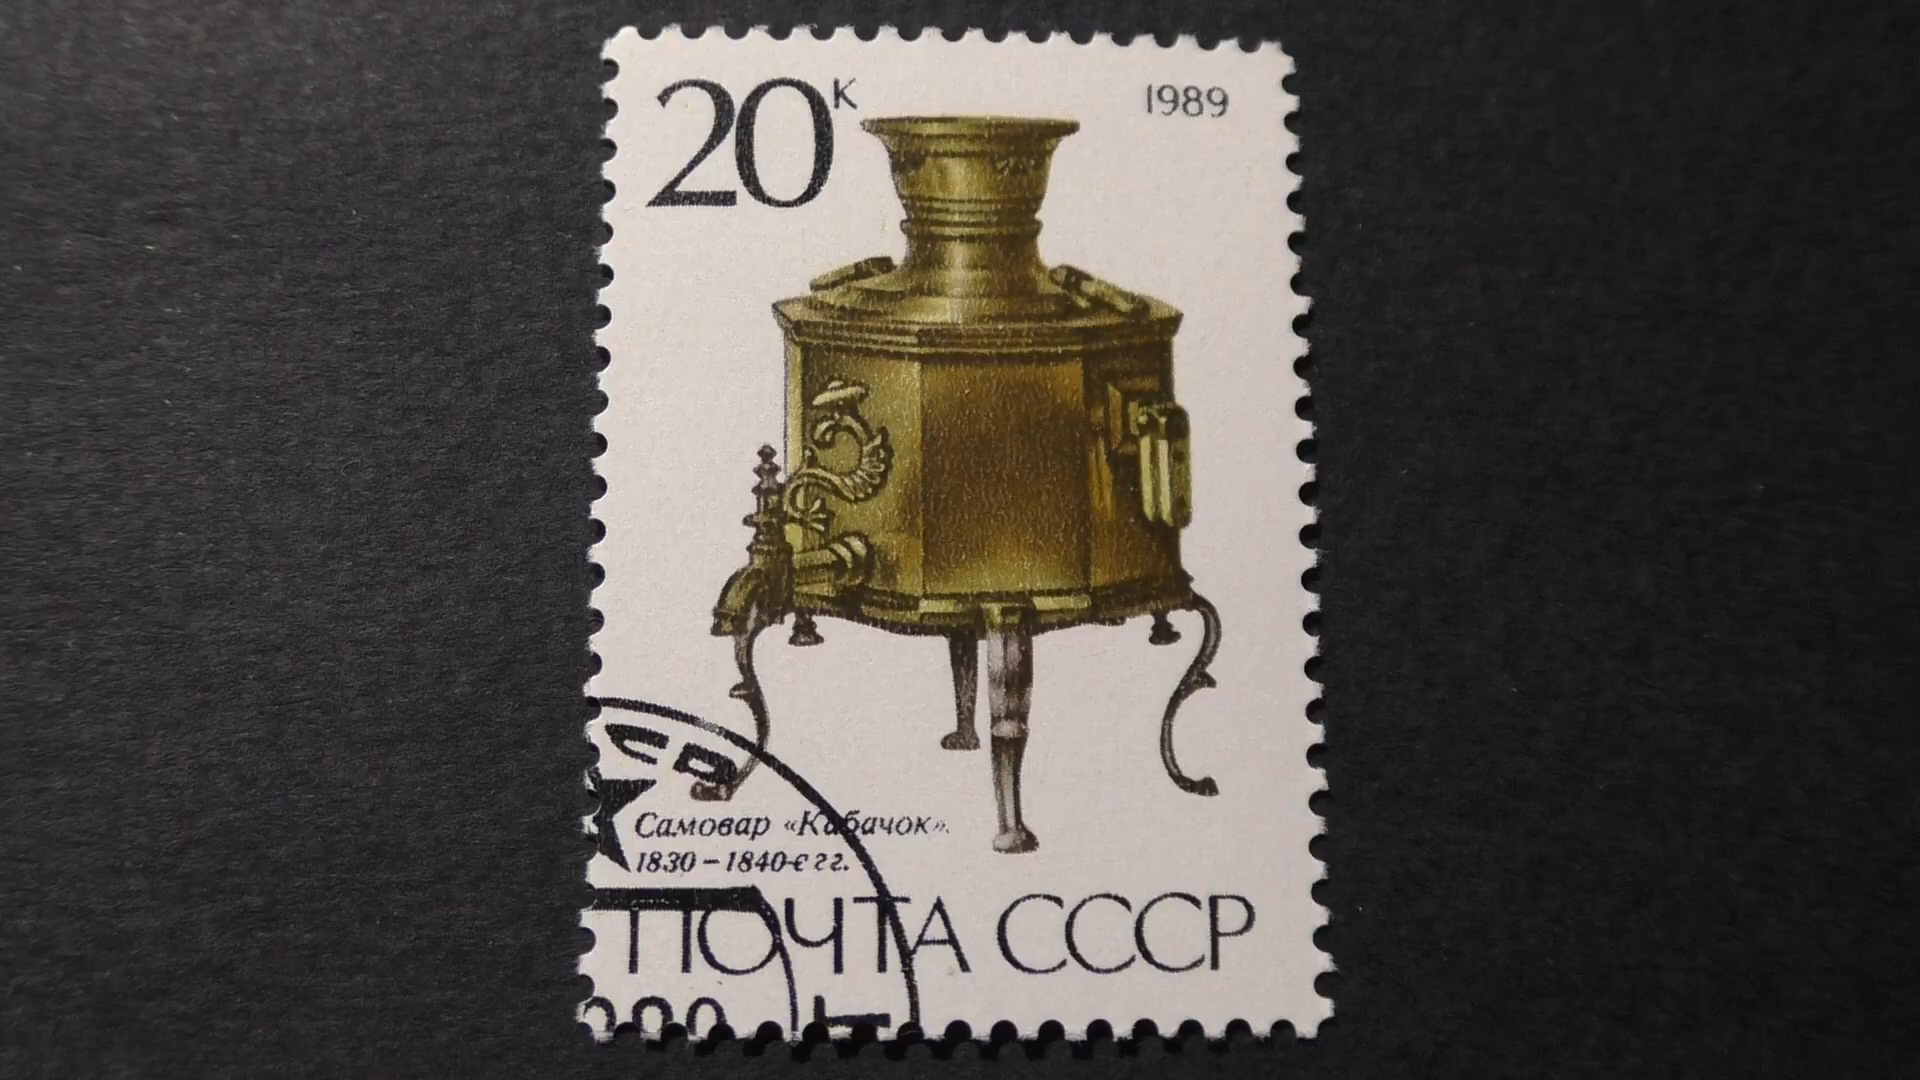 20К
1989
Самовар «Кабачок».
1830–1840-е гг.
ПОЧТА СССР